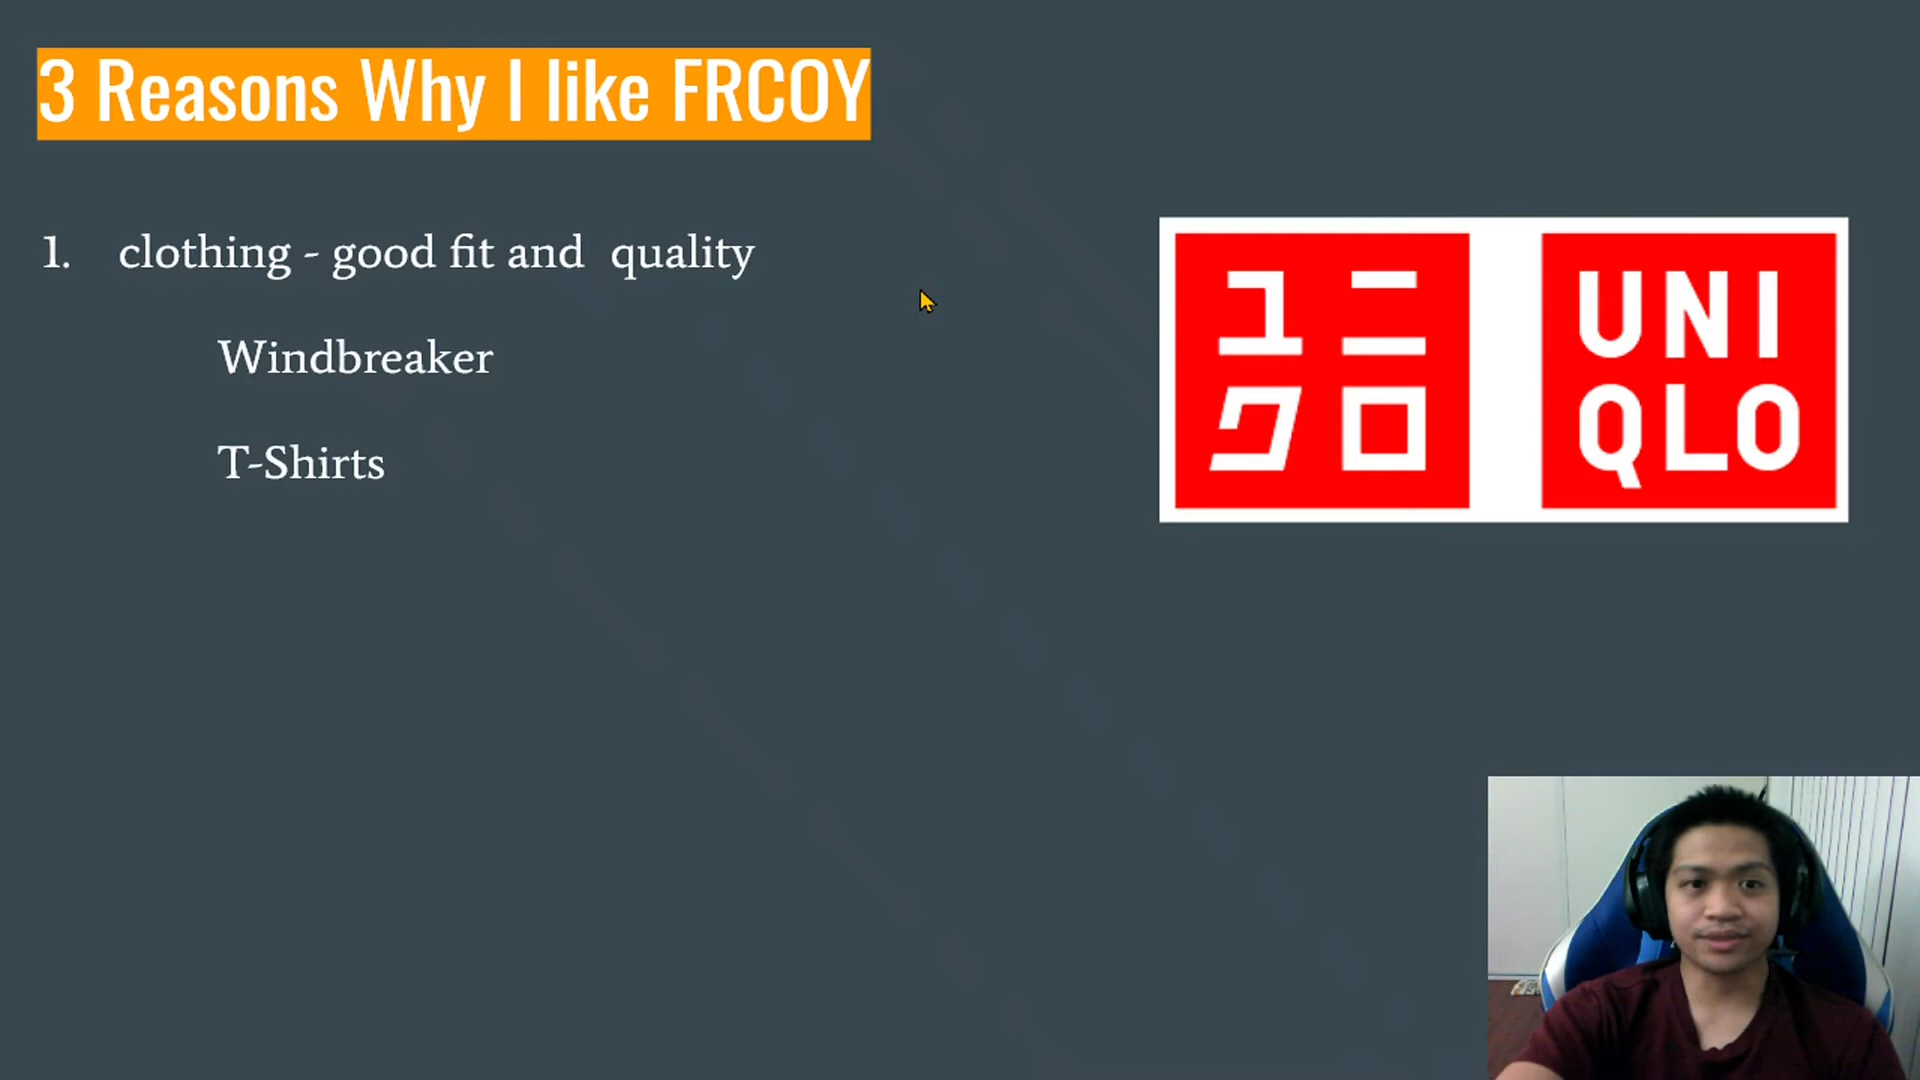 3 Reasons Why I like FRCOY
1. clothing - good fit and quality
Windbreaker
T-Shirts
ユニ
クロ
UNI
QLO